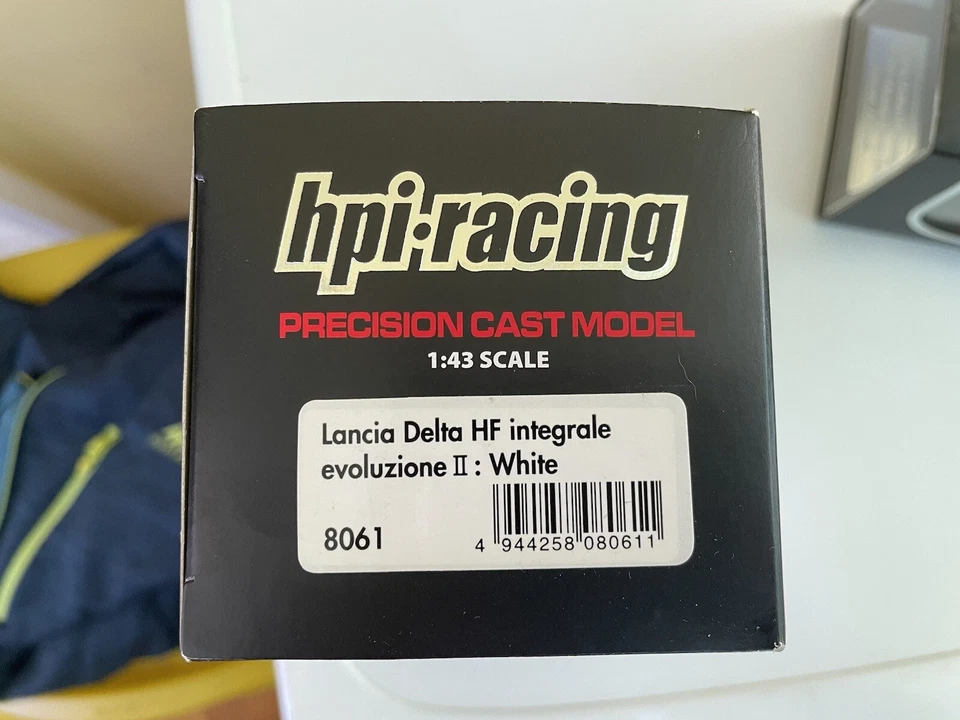 hpi·racing
PRECISION CAST MODEL
1:43 SCALE
Lancia Delta HF integrale
evoluzione Ⅱ : White
8061
4 944258 080611